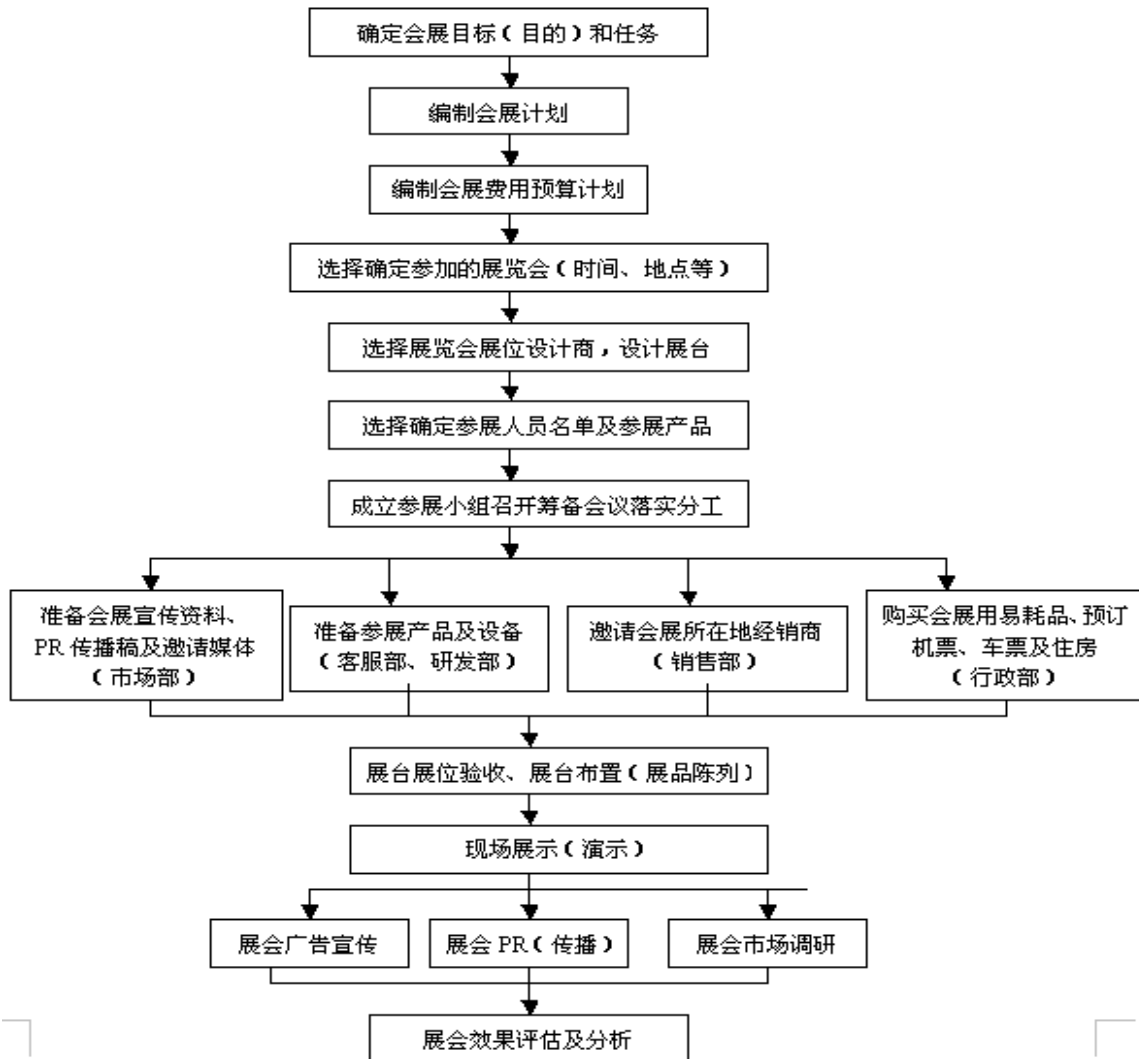 确定会展目标（目的）和任务
编制会展计划
编制会展费用预算计划
选择确定参加的展览会（时间、地点等）
选择展览会展位设计商，设计展台
选择确定参展人员名单及参展产品
成立参展小组召开筹备会议落实分工
准备会展宣传资料、
PR 传播稿及邀请媒体
（市场部）
准备参展产品及设备
（客服部、研发部）
邀请会展所在地经销商
（销售部）
购买会展用易耗品、预订
机票、车票及住房
（行政部）
展台展位验收、展台布置（展品陈列）
现场展示（演示）
展会广告宣传
展会 PR（传播）
展会市场调研
展会效果评估及分析